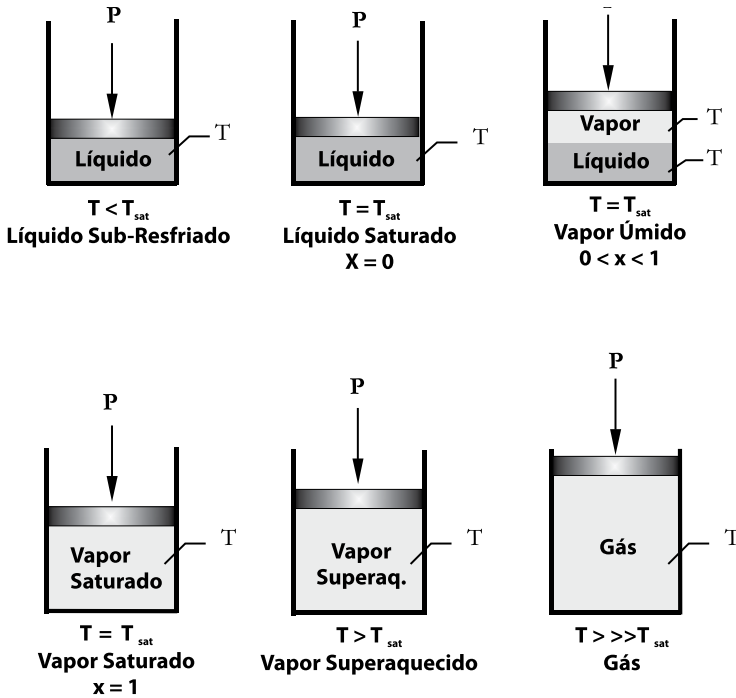 P
P
T
Líquido
T < Tsat
Líquido Sub-Resfriado
T
Líquido
T = Tsat
Líquido Saturado
X = 0
Vapor
T
Líquido
T
T = Tsat
Vapor Úmido
0 < x < 1
P
T
Vapor
Saturado
T = Tsat
Vapor Saturado
x = 1
P
T
Vapor
Superaq.
T > Tsat
Vapor Superaquecido
P
T
Gás
T > >>Tsat
Gás